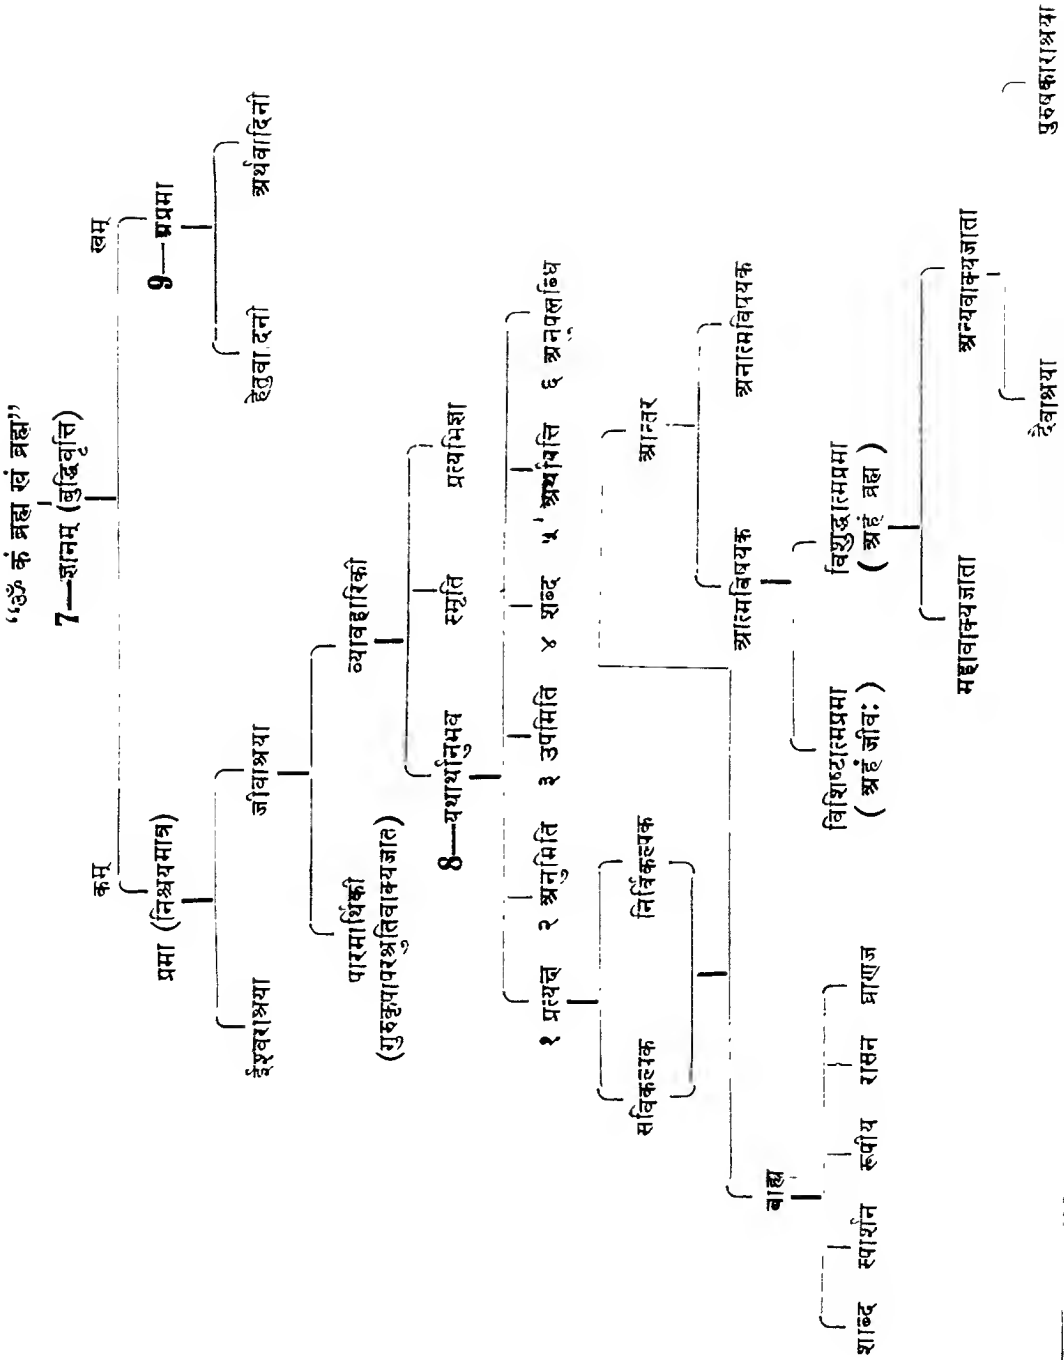 “ॐ कं ब्रह्म खं ब्रह्म”
7—ज्ञानम् (बुद्धिवृत्ति)
कम् खम्
प्रमा (निश्चयमात्र) 9—अप्रमा
ईश्वराश्रया जीवाश्रया हेतुवादिनी अर्थवादिनी
पारमार्थिकी व्यावहारिकी
(गुरुकृपापरश्रुतिवाक्यजात)
8—यथार्थानुभव स्मृति प्रत्यभिज्ञा
१ प्रत्यक्ष २ अनुमिति ३ उपमिति ४ शब्द ५ अर्थापत्ति ६ अनुपलब्धि
सविकल्पक निर्विकल्पक आन्तर
बाह्य आत्मविषयक अनात्मविषयक
शाब्द स्पार्शन रूपीय रासन घ्राणज विशिष्टात्मप्रमा विशुद्धात्मप्रमा
( अहं जीवः ) ( अहं ब्रह्म )
महावाक्यजाता अन्यवाक्यजाता
दैवाश्रया पुरुषकाराश्रया